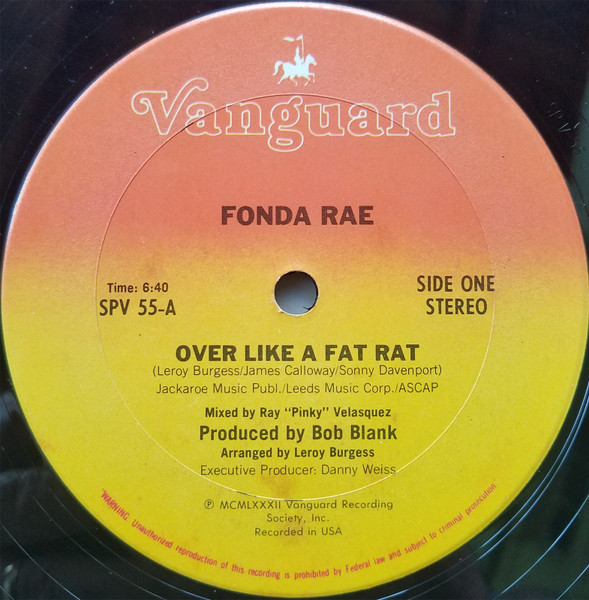 Vanguard
FONDA RAE
Time: 6:40
SPV 55-A
SIDE ONE
STEREO
OVER LIKE A FAT RAT
(Leroy Burgess/James Calloway/Sonny Davenport)
Jackaroe Music Publ./Leeds Music Corp./ASCAP
Mixed by Ray "Pinky" Velasquez
Produced by Bob Blank
Arranged by Leroy Burgess
Executive Producer: Danny Weiss
℗ MCMLXXXII Vanguard Recording
Society, Inc.
Recorded in USA
"WARNING: Unauthorized reproduction of this recording is prohibited by Federal law and subject to criminal prosecution